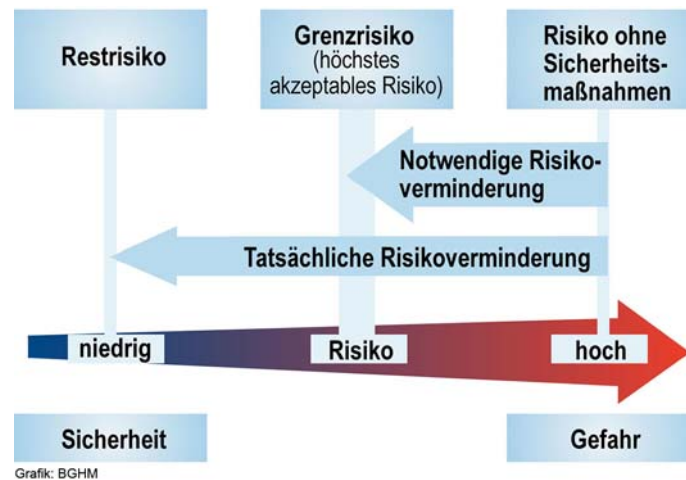 Restrisiko
Grenzrisiko
(höchstes
akzeptables Risiko)
Risiko ohne
Sicherheits-
maßnahmen
Notwendige Risiko-
verminderung
Tatsächliche Risikoverminderung
niedrig
Risiko
hoch
Sicherheit
Gefahr
Grafik: BGHM